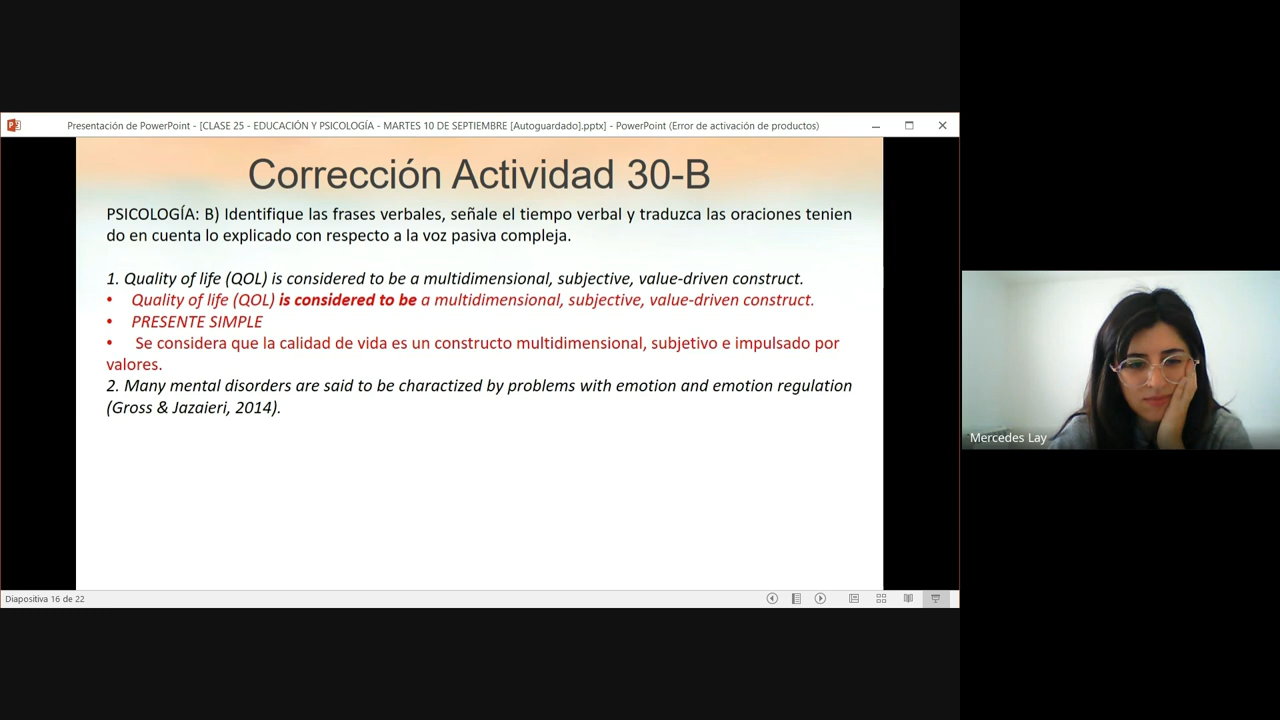 Presentación de PowerPoint - [CLASE 25 - EDUCACIÓN Y PSICOLOGÍA - MARTES 10 DE SEPTIEMBRE [Autoguardado].pptx] - PowerPoint (Error de activación de productos)
Corrección Actividad 30-B
PSICOLOGÍA: B) Identifique las frases verbales, señale el tiempo verbal y traduzca las oraciones tenien
do en cuenta lo explicado con respecto a la voz pasiva compleja.
1. Quality of life (QOL) is considered to be a multidimensional, subjective, value-driven construct.
• Quality of life (QOL) is considered to be a multidimensional, subjective, value-driven construct.
• PRESENTE SIMPLE
• Se considera que la calidad de vida es un constructo multidimensional, subjetivo e impulsado por
valores.
2. Many mental disorders are said to be charactized by problems with emotion and emotion regulation
(Gross & Jazaieri, 2014).
Mercedes Lay
Diapositiva 16 de 22